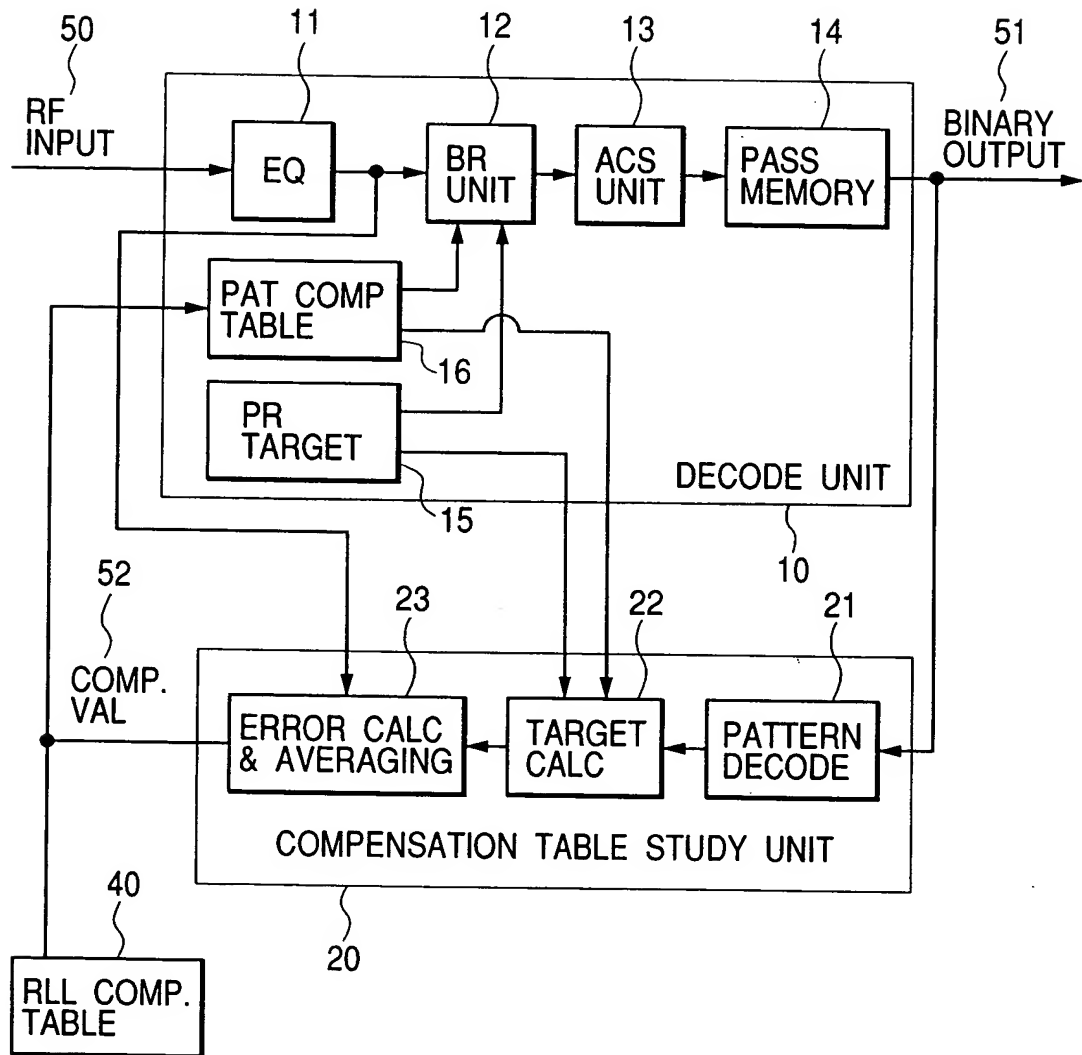 50
11
12
13
14
51
RF
INPUT
EQ
BR
UNIT
ACS
UNIT
PASS
MEMORY
BINARY
OUTPUT
PAT COMP
TABLE
16
PR
TARGET
15
DECODE UNIT
10
52
COMP.
VAL
23
22
21
ERROR CALC
& AVERAGING
TARGET
CALC
PATTERN
DECODE
COMPENSATION TABLE STUDY UNIT
20
40
RLL COMP.
TABLE